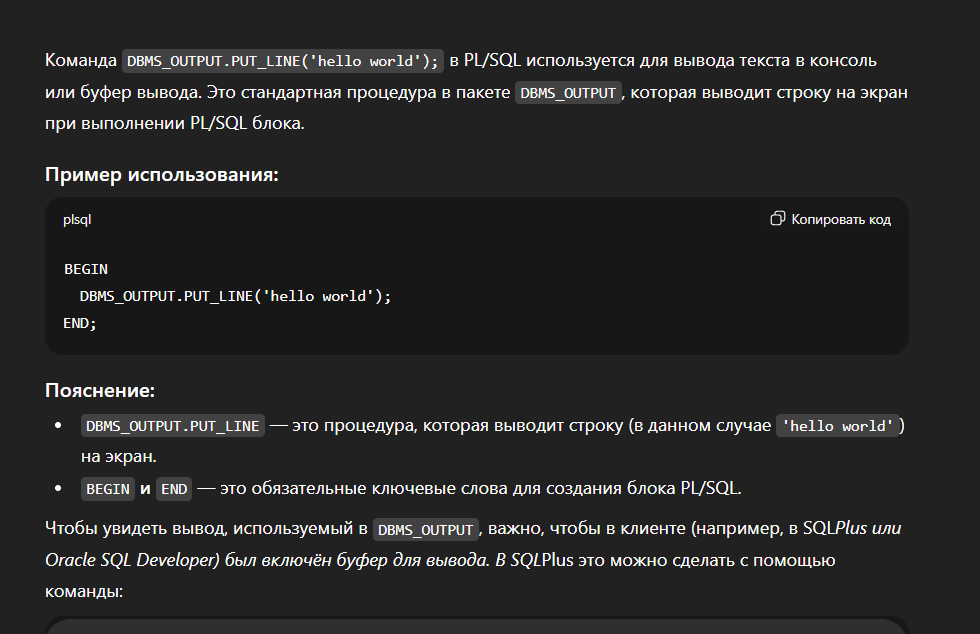 Команда DBMS_OUTPUT.PUT_LINE('hello world'); в PL/SQL используется для вывода текста в консоль
или буфер вывода. Это стандартная процедура в пакете DBMS_OUTPUT, которая выводит строку на экран
при выполнении PL/SQL блока.
Пример использования:
plsql
Копировать код
BEGIN
  DBMS_OUTPUT.PUT_LINE('hello world');
END;
Пояснение:
• DBMS_OUTPUT.PUT_LINE — это процедура, которая выводит строку (в данном случае 'hello world')
на экран.
• BEGIN и END — это обязательные ключевые слова для создания блока PL/SQL.
Чтобы увидеть вывод, используемый в DBMS_OUTPUT, важно, чтобы в клиенте (например, в SQLPlus или
Oracle SQL Developer) был включён буфер для вывода. В SQLPlus это можно сделать с помощью
команды: